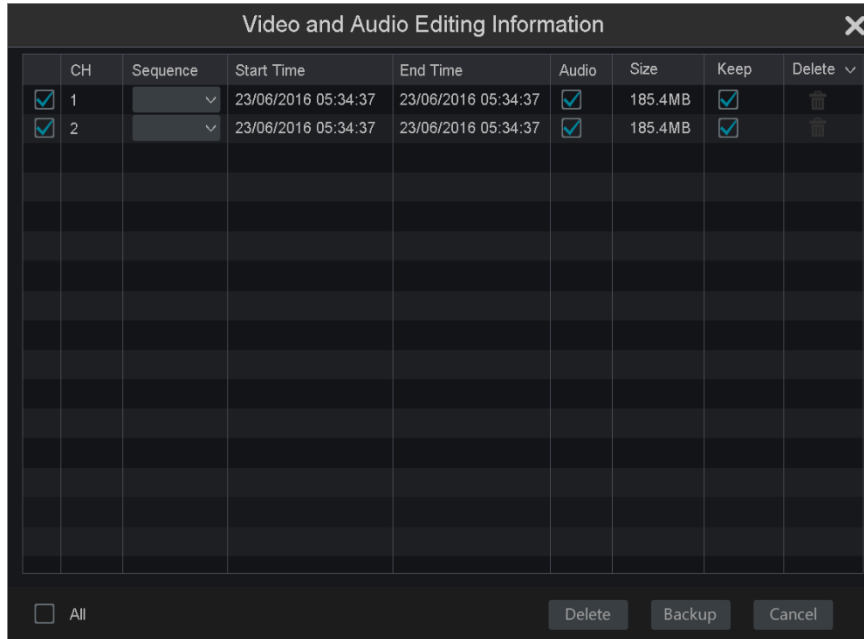 Video and Audio Editing Information
CH Sequence Start Time End Time Audio Size Keep Delete
1 23/06/2016 05:34:37 23/06/2016 05:34:37 185.4MB
2 23/06/2016 05:34:37 23/06/2016 05:34:37 185.4MB
All Delete Backup Cancel